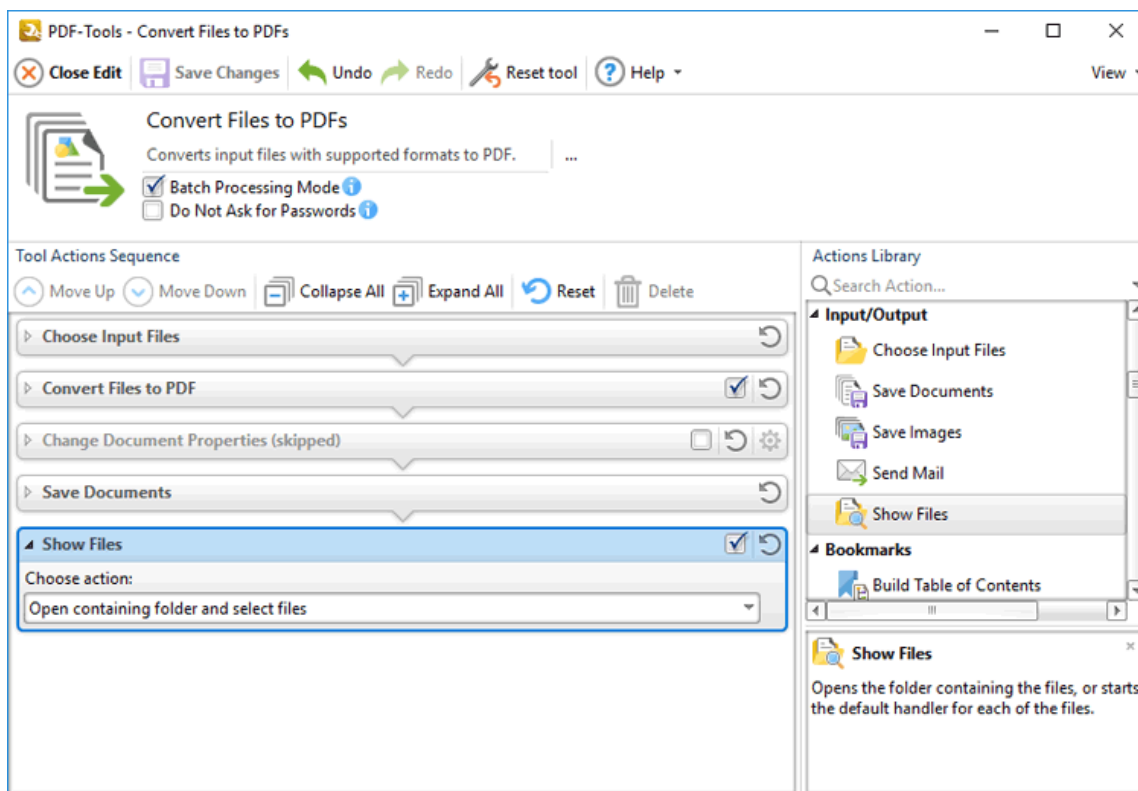 PDF-Tools - Convert Files to PDFs
Close Edit Save Changes Undo Redo Reset tool Help View
Convert Files to PDFs
Converts input files with supported formats to PDF. ...
Batch Processing Mode
Do Not Ask for Passwords
Tool Actions Sequence
Move Up Move Down Collapse All Expand All Reset Delete
Choose Input Files
Convert Files to PDF
Change Document Properties (skipped)
Save Documents
Show Files
Choose action:
Open containing folder and select files
Actions Library
Search Action...
Input/Output
Choose Input Files
Save Documents
Save Images
Send Mail
Show Files
Bookmarks
Build Table of Contents
Show Files
Opens the folder containing the files, or starts
the default handler for each of the files.